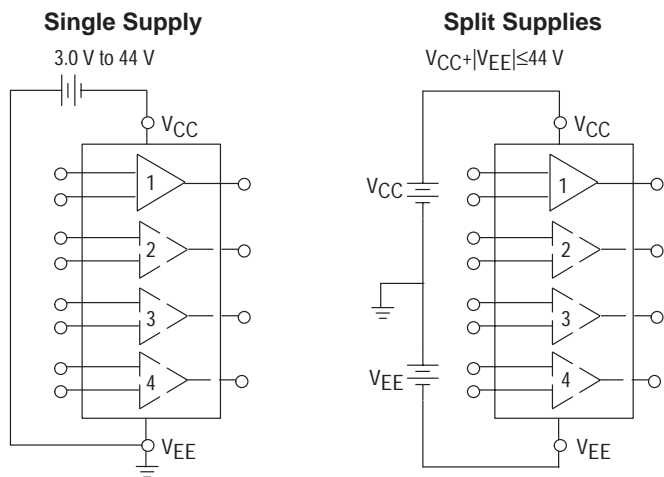 Single Supply
3.0 V to 44 V
VCC
1
2
3
4
VEE
Split Supplies
VCC+|VEE|≤44 V
VCC
VCC
1
2
3
4
VEE
VEE